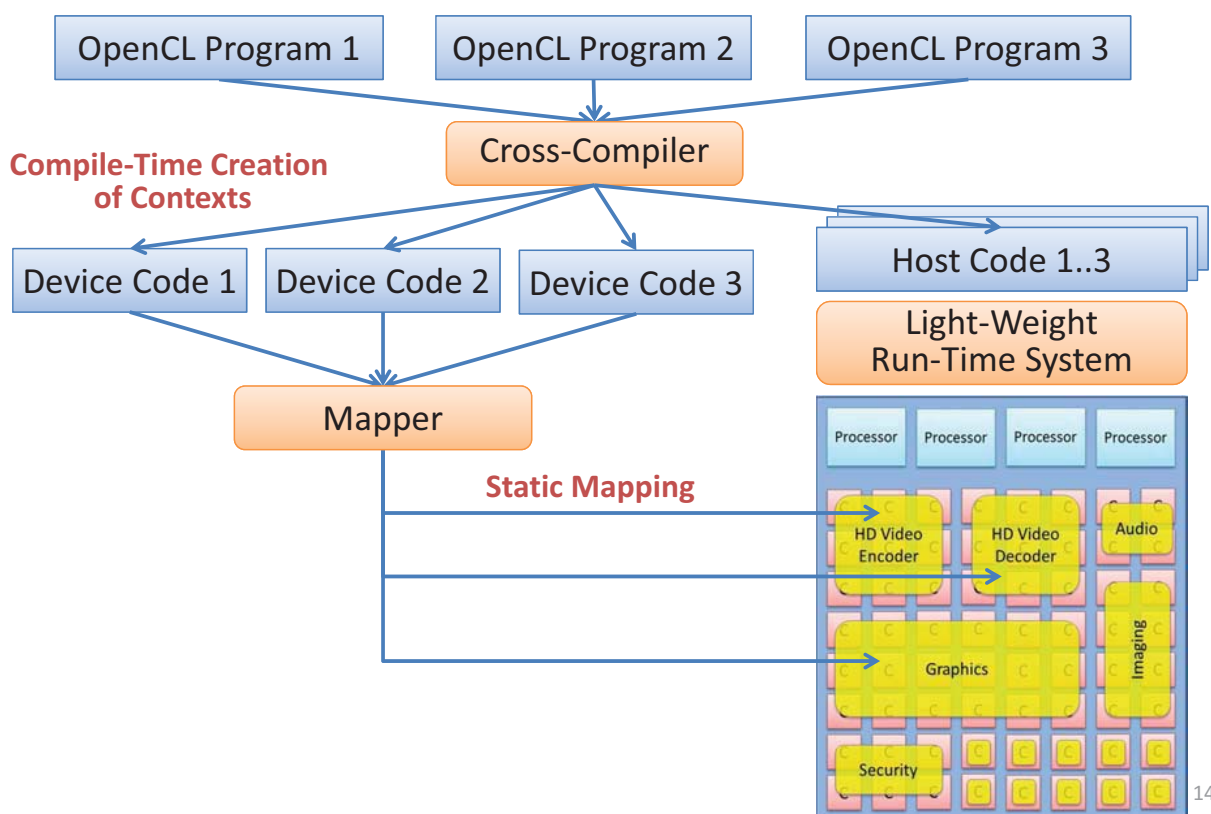 OpenCL Program 1
OpenCL Program 2
OpenCL Program 3
Cross-Compiler
Compile-Time Creation
of Contexts
Device Code 1
Device Code 2
Device Code 3
Host Code 1..3
Light-Weight
Run-Time System
Mapper
Static Mapping
Processor
Processor
Processor
Processor
HD Video
Encoder
HD Video
Decoder
Audio
Imaging
Graphics
Security
C C C C C
C C C C C
14